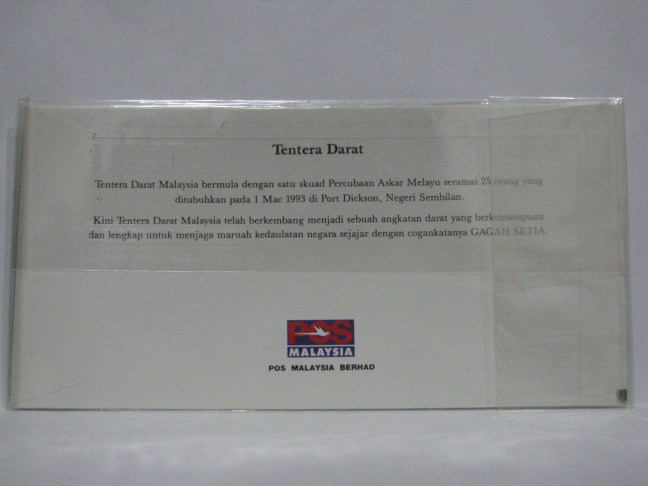 Tentera Darat
Tentera Darat Malaysia bermula dengan satu skuad Percubaan Askar Melayu seramai 25 orang yang
ditubuhkan pada 1 Mac 1993 di Port Dickson, Negeri Sembilan.
Kini Tentera Darat Malaysia telah berkembang menjadi sebuah angkatan darat yang berkemampuan
dan lengkap untuk menjaga maruah kedaulatan negara sejajar dengan cogankatanya GAGAH SETIA.
POS
MALAYSIA
POS MALAYSIA BERHAD